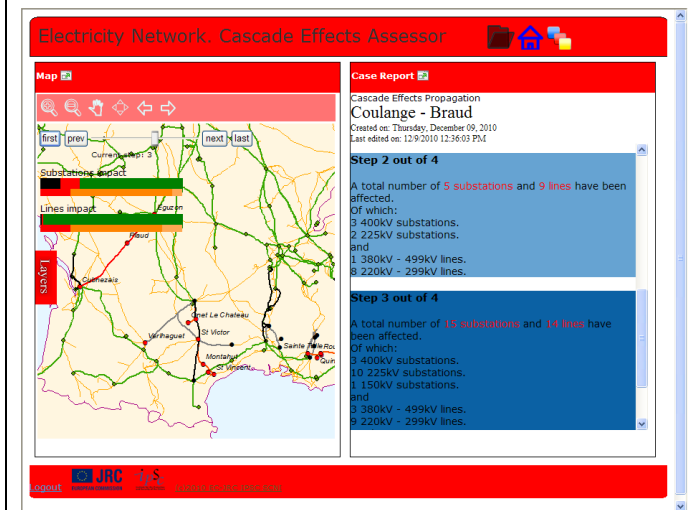 Electricity Network. Cascade Effects Assessor
Map
first prev next last
Current step: 3
Substations impact
Lines impact
Eguzon
Layers
Cubnezais
Onet Le Chateau
St Victor
Verlhaguet
Montahut
St Vincent
Case Report
Cascade Effects Propagation
Coulange - Braud
Created on: Thursday, December 09, 2010
Last edited on: 12/9/2010 12:36:03 PM
Step 2 out of 4
A total number of 5 substations and 9 lines have been
affected.
Of which:
3 400kV substations.
2 225kV substations.
and
1 380kV - 499kV lines.
8 220kV - 299kV lines.
Step 3 out of 4
A total number of 15 substations and 14 lines have
been affected.
Of which:
3 400kV substations.
10 225kV substations.
1 150kV substations.
and
3 380kV - 499kV lines.
9 220kV - 299kV lines.
Logout
JRC
EUROPEAN COMMISSION